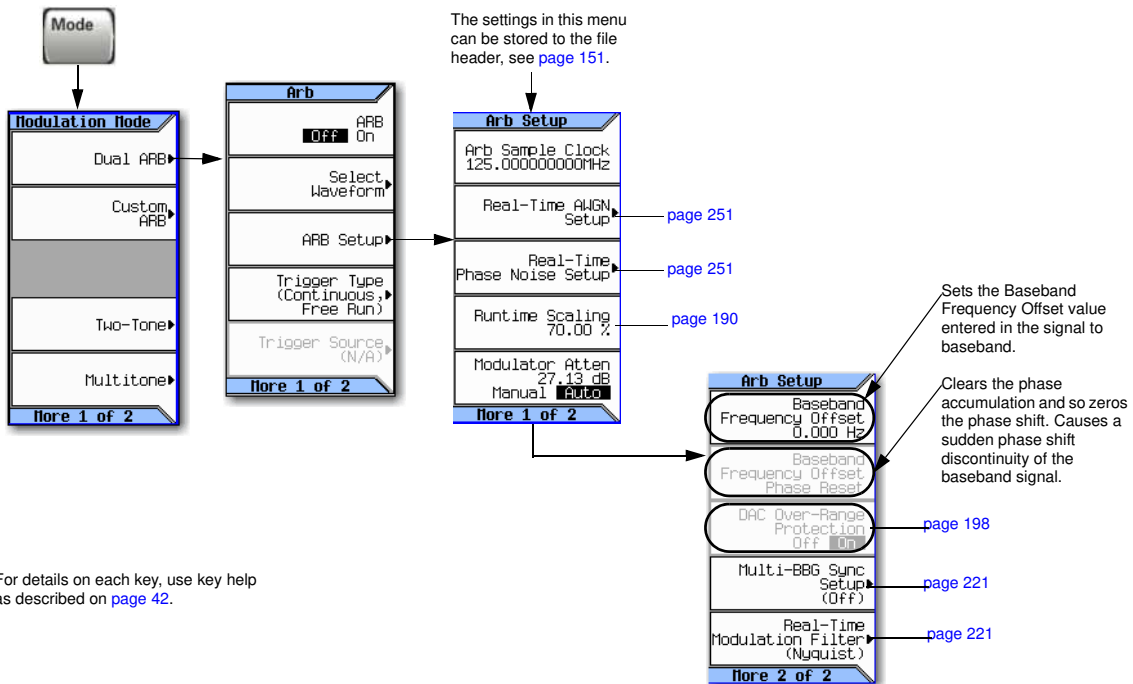 Mode
Modulation Mode
Dual ARB
Custom
ARB
Two-Tone
Multitone
More 1 of 2
Arb
ARB
Off On
Select
Waveform
ARB Setup
Trigger Type
(Continuous,
Free Run)
Trigger Source
(N/A)
More 1 of 2
The settings in this menu
can be stored to the file
header, see page 151.
Arb Setup
Arb Sample Clock
125.000000000MHz
Real-Time AWGN
Setup
page 251
Real-Time
Phase Noise Setup
page 251
Runtime Scaling
70.00 %
page 190
Modulator Atten
27.13 dB
Manual Auto
More 1 of 2
Arb Setup
Baseband
Frequency Offset
0.000 Hz
Baseband
Frequency Offset
Phase Reset
DAC Over-Range
Protection
Off On
page 198
Multi-BBG Sync
Setup
(Off)
page 221
Real-Time
Modulation Filter
(Nyquist)
page 221
More 2 of 2
Sets the Baseband
Frequency Offset value
entered in the signal to
baseband.
Clears the phase
accumulation and so zeros
the phase shift. Causes a
sudden phase shift
discontinuity of the
baseband signal.
For details on each key, use key help
as described on page 42.